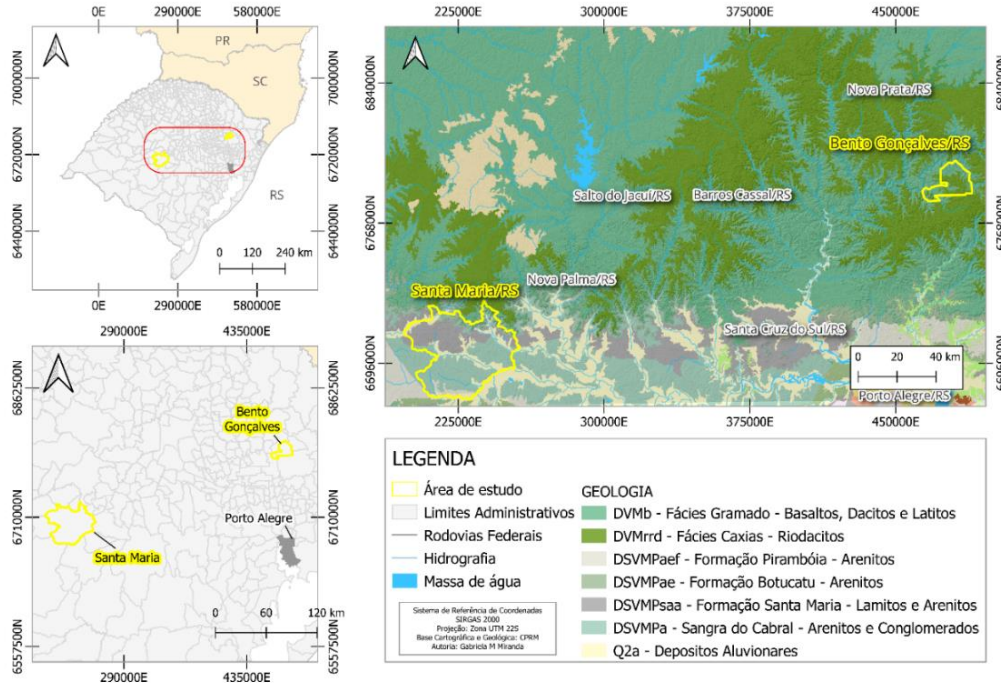 0E 290000E 580000E
PR
SC
RS
7000000N
6720000N
6440000N
7000000N
6720000N
6440000N
0 120 240 km
0E 290000E 580000E
225000E 300000E 375000E 450000E
6840000N
6768000N
6696000N
6840000N
6768000N
6696000N
Nova Prata/RS
Bento Gonçalves/RS
Salto do Jacuí/RS
Barros Cassal/RS
Nova Palma/RS
Santa Maria/RS
Santa Cruz do Sul/RS
0 20 40 km
Porto Alegre/RS
225000E 300000E 375000E 450000E
290000E 435000E
6862500N
6710000N
6557500N
6862500N
6710000N
6557500N
Bento
Gonçalves
Porto Alegre
Santa Maria
0 60 120 km
290000E 435000E
LEGENDA
Área de estudo
Limites Administrativos
Rodovias Federais
Hidrografia
Massa de água
Sistema de Referência de Coordenadas
SIRGAS 2000
Projeção: Zona UTM 22S
Base Cartográfica e Geológica: CPRM
Autoria: Gabriela M Miranda
GEOLOGIA
DVMb - Fácies Gramado - Basaltos, Dacitos e Latitos
DVMrrd - Fácies Caxias - Riodacitos
DSVMPaef - Formação Pirambóia - Arenitos
DSVMPae - Formação Botucatu - Arenitos
DSVMPsaa - Formação Santa Maria - Lamitos e Arenitos
DSVMPa - Sangra do Cabral - Arenitos e Conglomerados
Q2a - Depositos Aluvionares